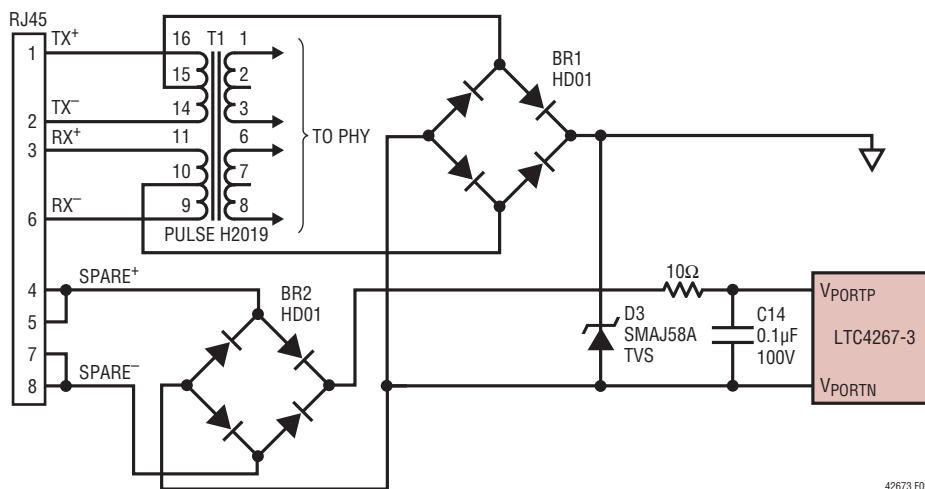 RJ45
1
TX+
2
TX–
3
RX+
6
RX–
4
SPARE+
5
7
8
SPARE–
16
T1
1
15
2
14
3
11
6
10
7
9
8
PULSE H2019
TO PHY
BR1
HD01
BR2
HD01
10Ω
D3
SMAJ58A
TVS
C14
0.1µF
100V
VPORTP
LTC4267-3
VPORTN